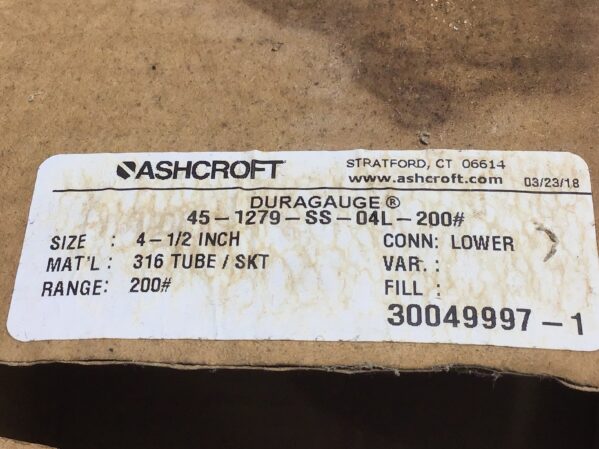 ASHCROFT
STRATFORD, CT 06614
www.ashcroft.com
03/23/18
DURAGAUGE®
45-1279-SS-04L-200#
SIZE : 4-1/2 INCH
CONN: LOWER
MAT'L : 316 TUBE / SKT
VAR. :
RANGE: 200#
FILL :
30049997-1